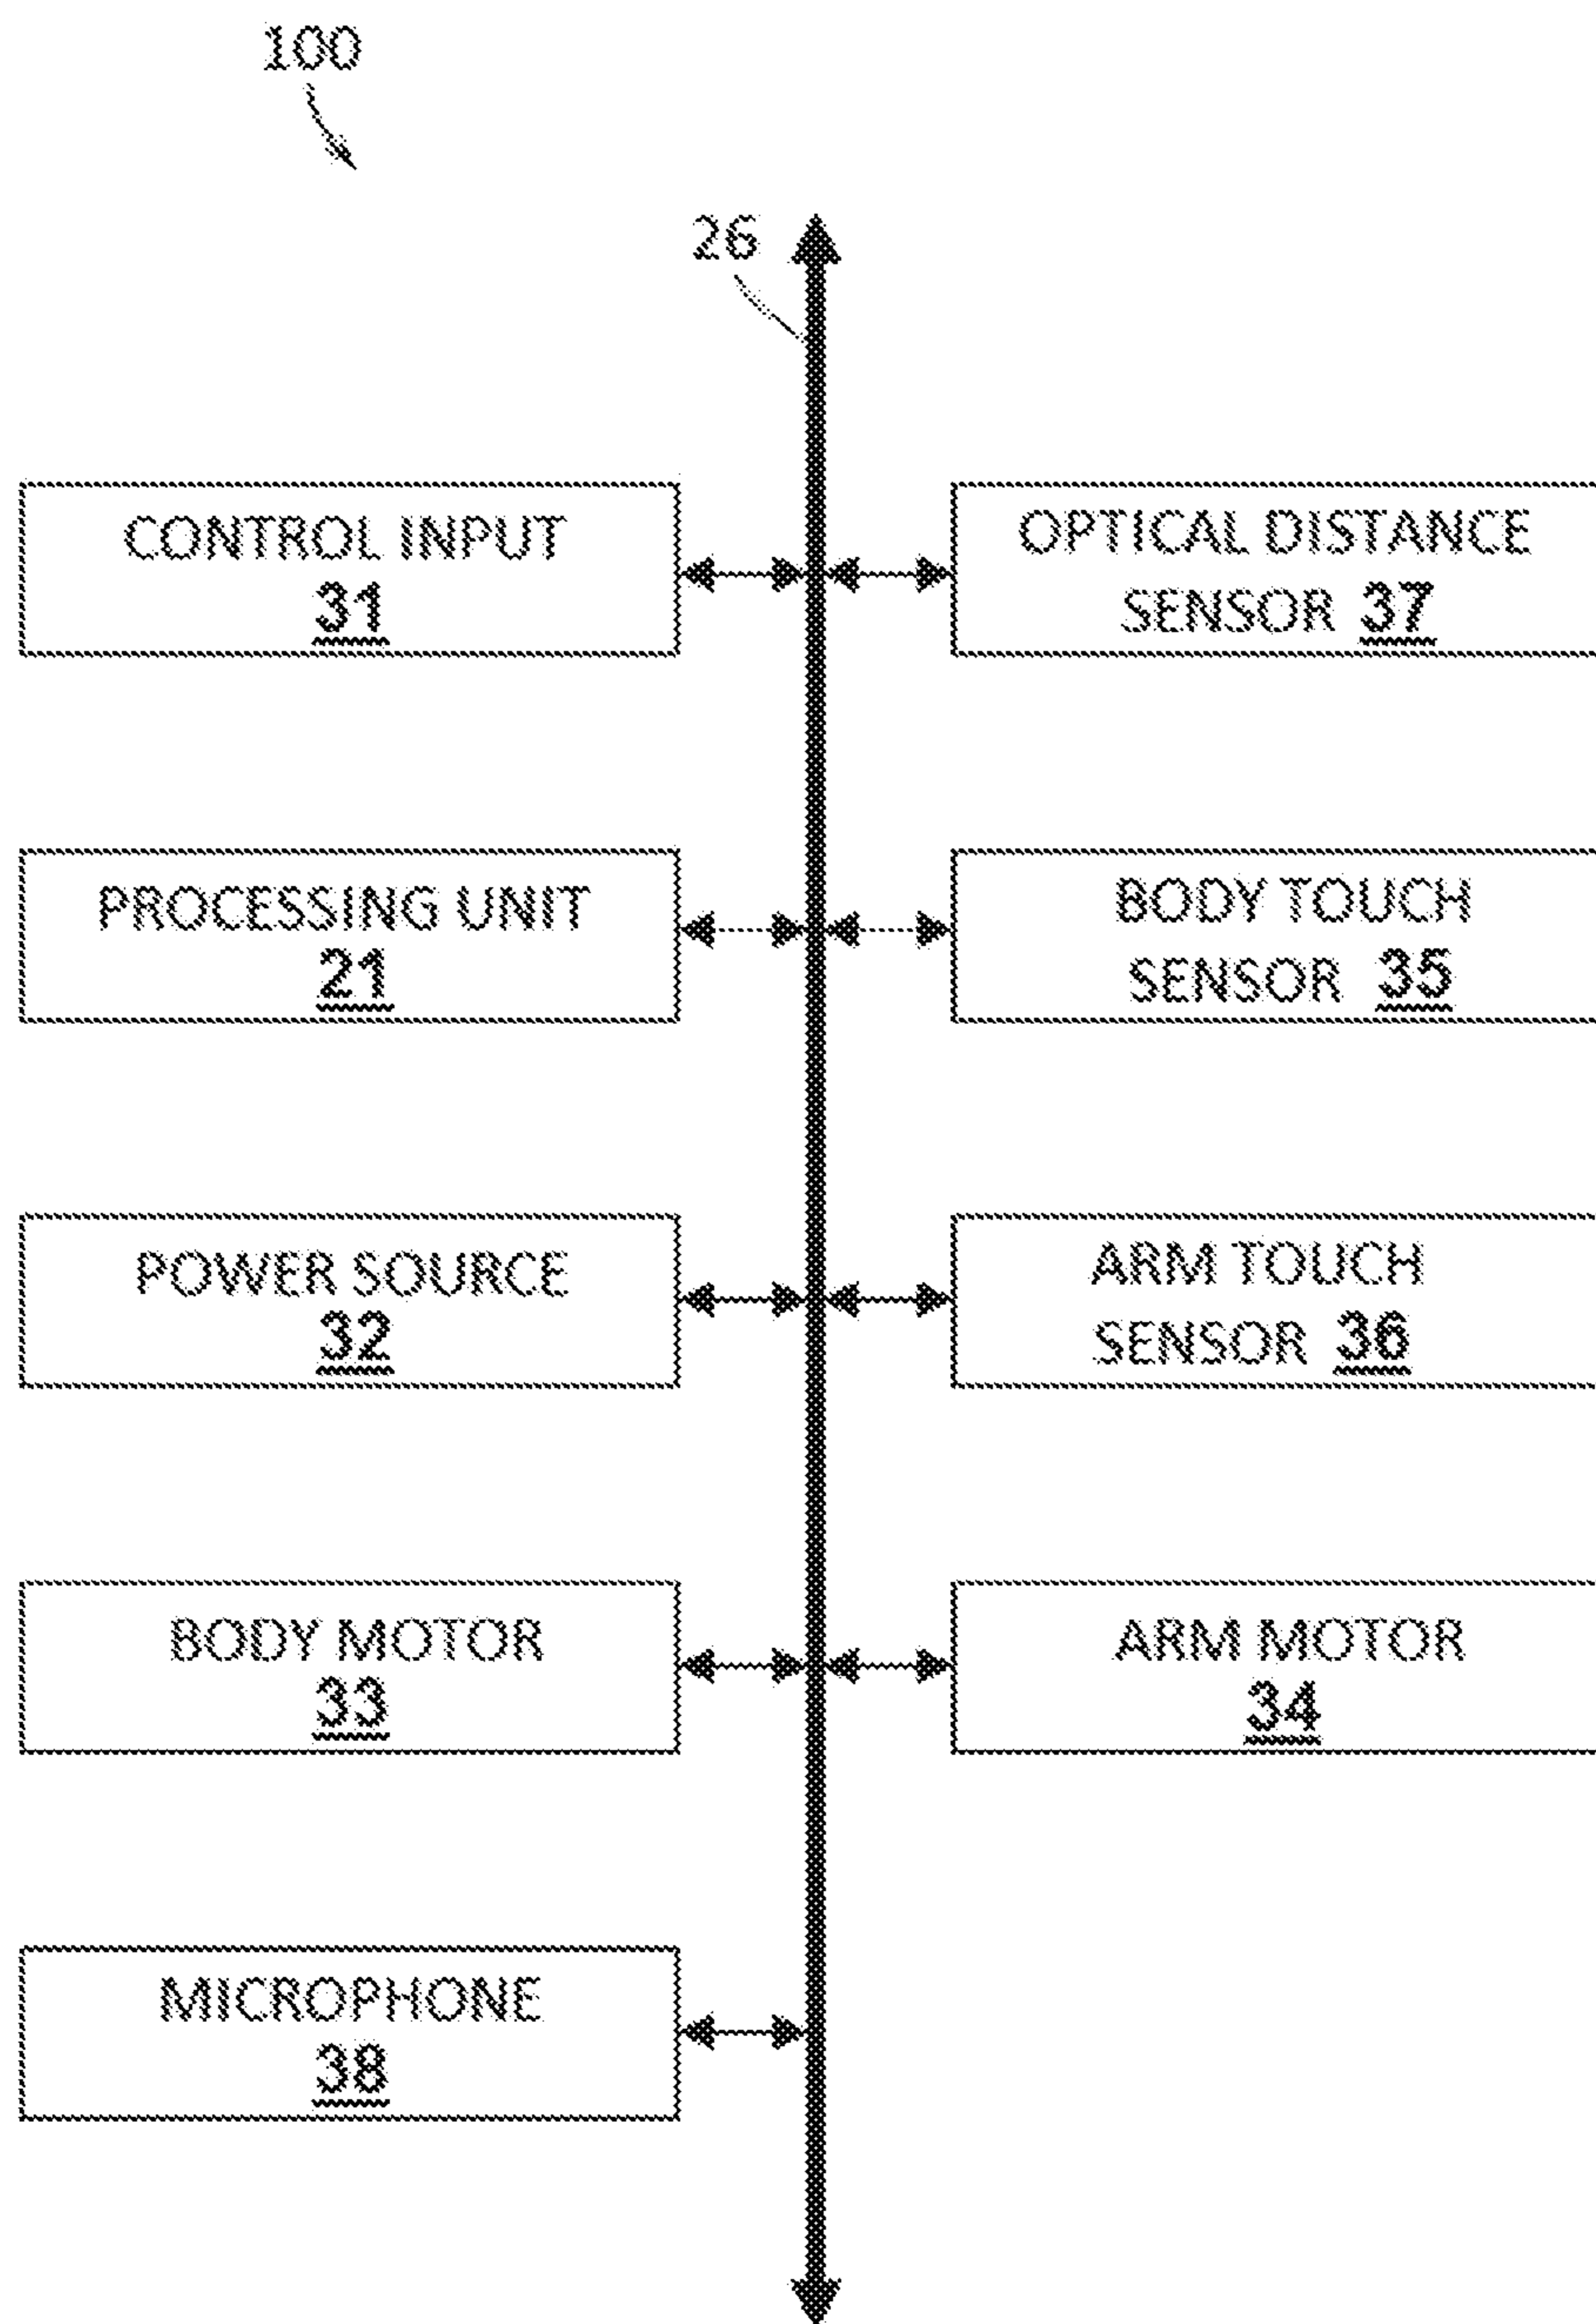 100
26
CONTROL INPUT
31
OPTICAL DISTANCE
SENSOR 37
PROCESSING UNIT
21
BODY TOUCH
SENSOR 35
POWER SOURCE
32
ARM TOUCH
SENSOR 36
BODY MOTOR
33
ARM MOTOR
34
MICROPHONE
38